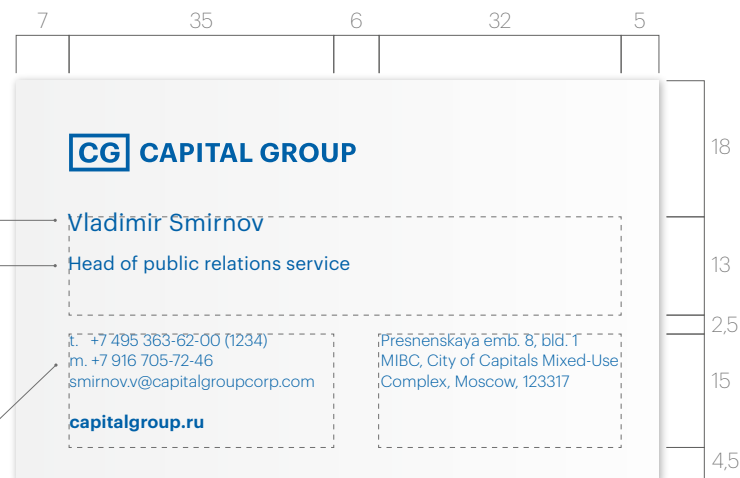 7 35 6 32 5
CG CAPITAL GROUP
18
Vladimir Smirnov
Head of public relations service
13
2,5
t. +7 495 363-62-00 (1234)
m. +7 916 705-72-46
smirnov.v@capitalgroupcorp.com
capitalgroup.ru
Presnenskaya emb. 8, bld. 1
MIBC, City of Capitals Mixed-Use
Complex, Moscow, 123317
15
4,5